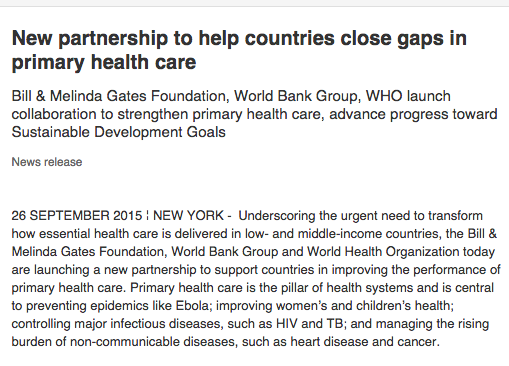 New partnership to help countries close gaps in
primary health care
Bill & Melinda Gates Foundation, World Bank Group, WHO launch
collaboration to strengthen primary health care, advance progress toward
Sustainable Development Goals
News release
26 SEPTEMBER 2015 ¦ NEW YORK -  Underscoring the urgent need to transform
how essential health care is delivered in low- and middle-income countries, the Bill &
Melinda Gates Foundation, World Bank Group and World Health Organization today
are launching a new partnership to support countries in improving the performance of
primary health care. Primary health care is the pillar of health systems and is central
to preventing epidemics like Ebola; improving women’s and children’s health;
controlling major infectious diseases, such as HIV and TB; and managing the rising
burden of non-communicable diseases, such as heart disease and cancer.